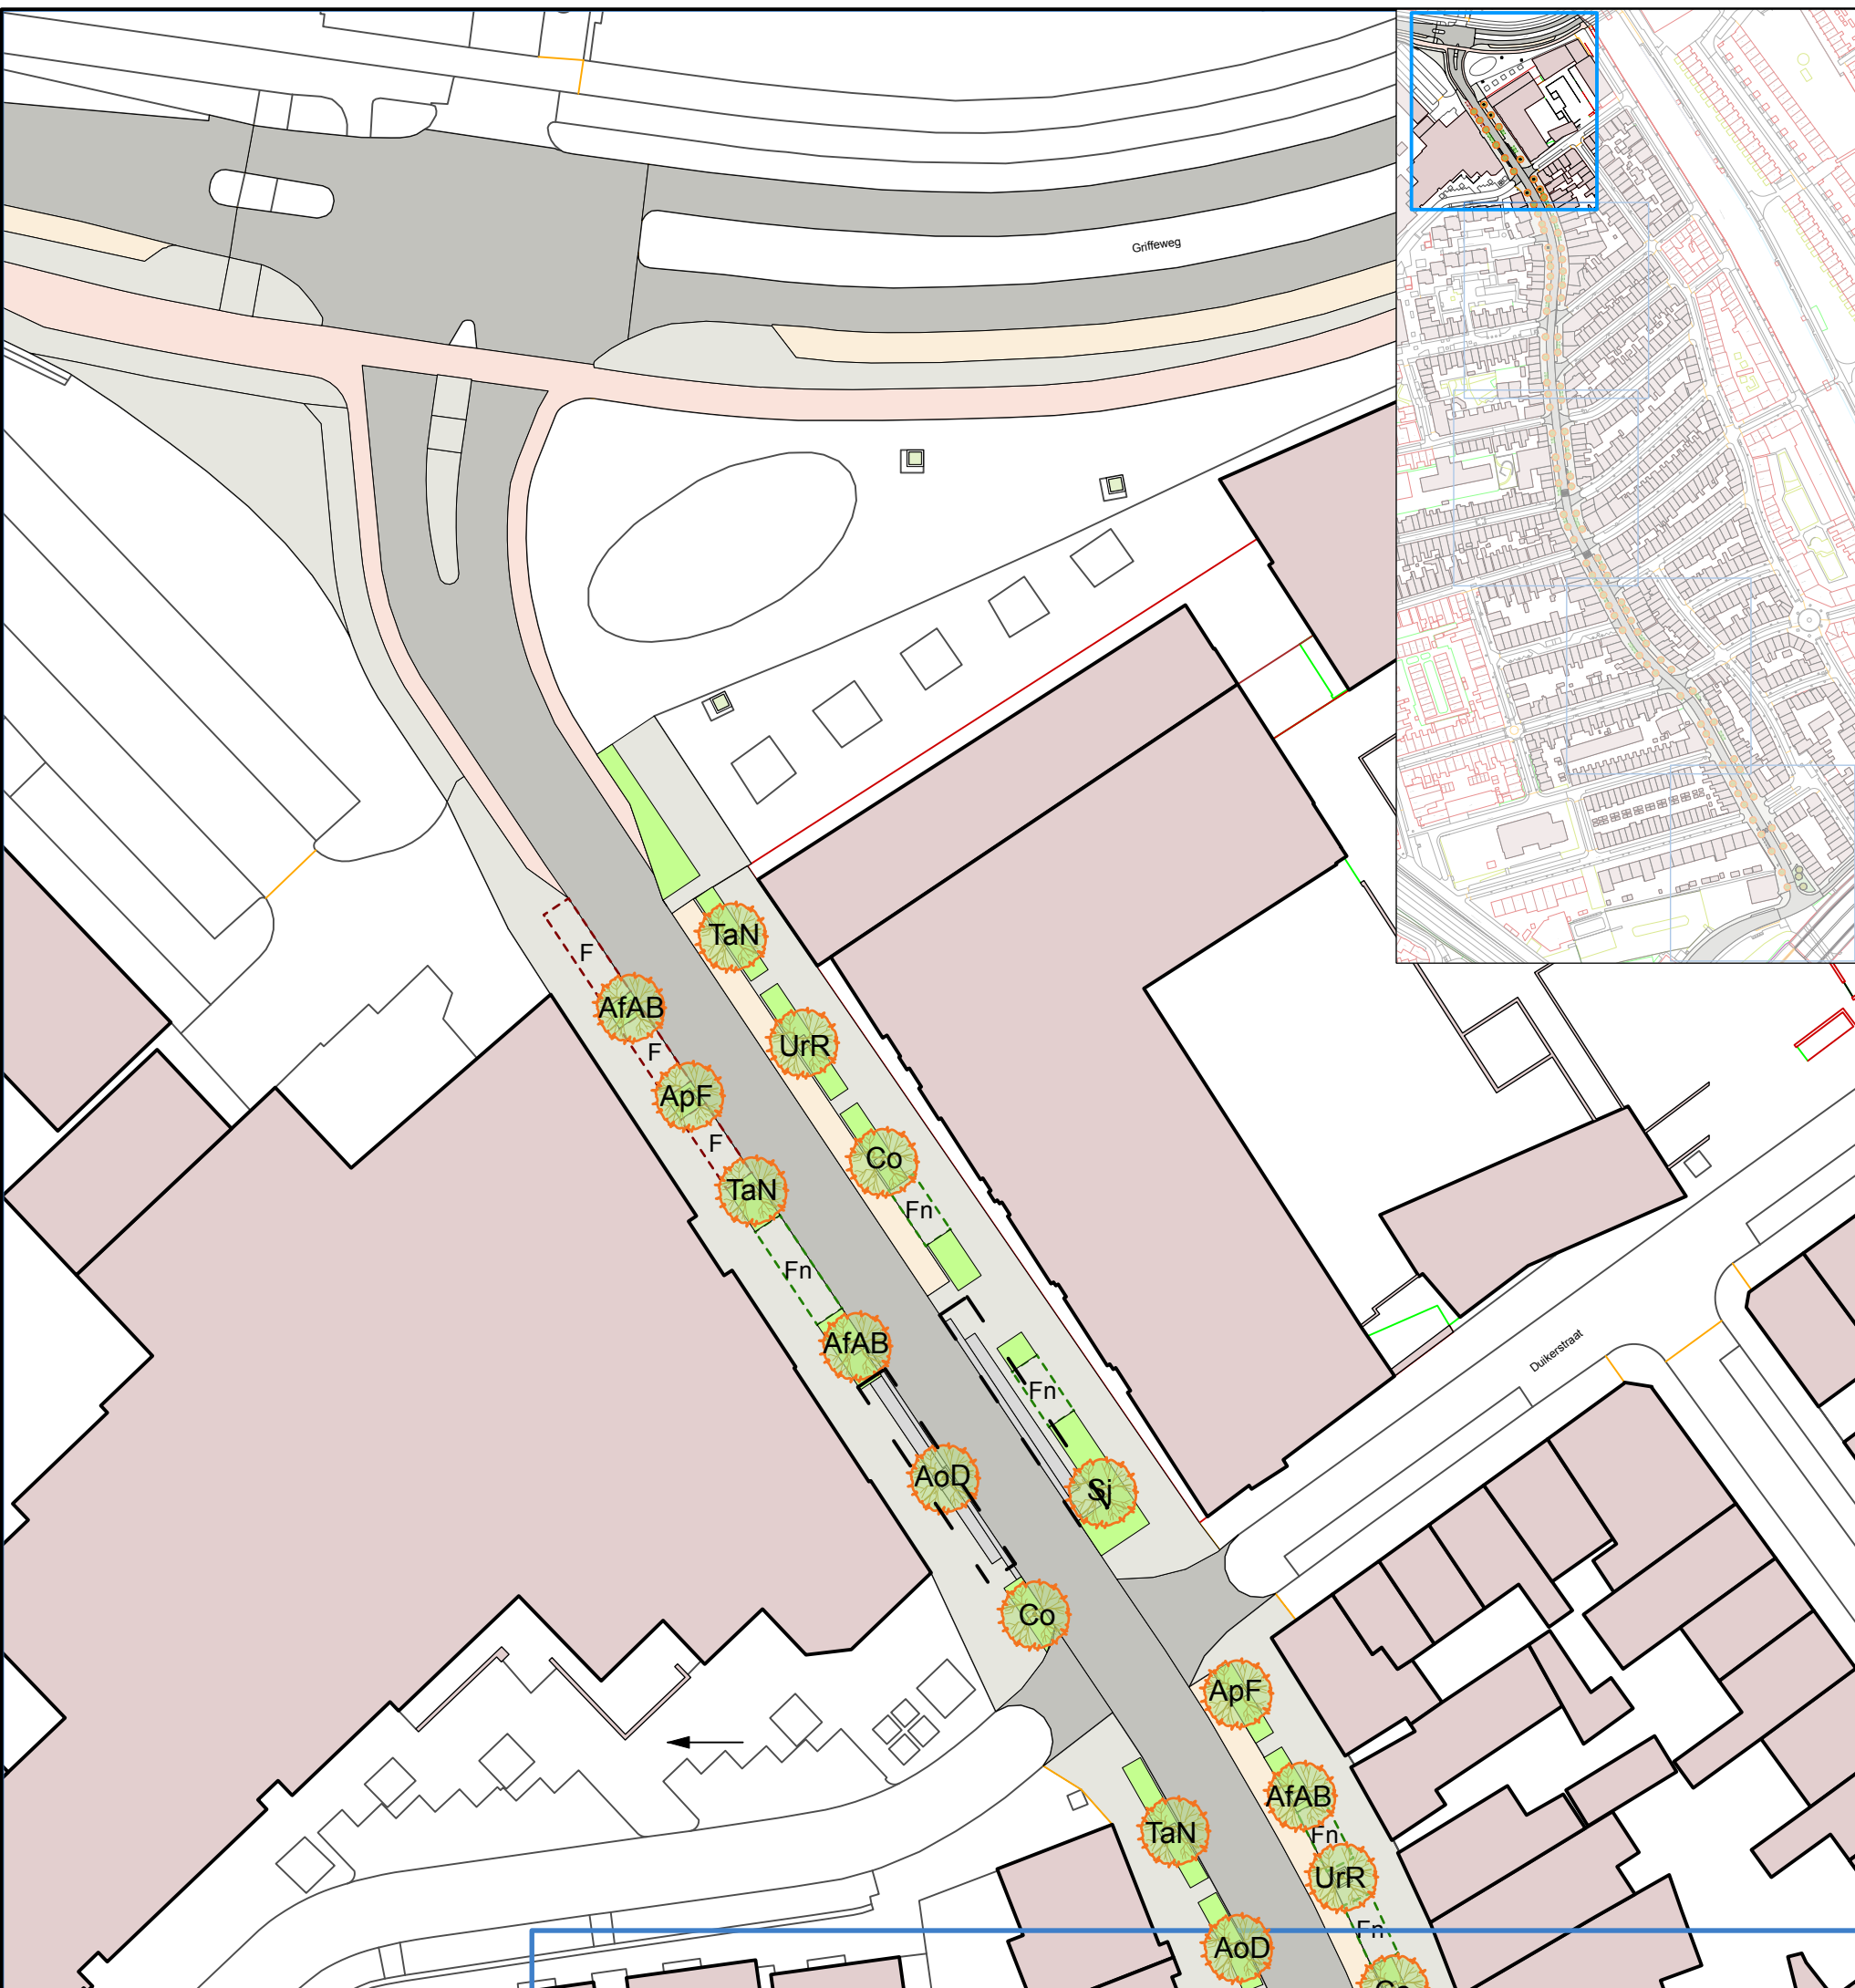 Griffeweg
TaN
F
AfAB
UrR
F
ApF
F
Co
TaN
Fn
Fn
AfAB
Duikerstraat
Fn
AoD
Sj
Co
ApF
AfAB
TaN
Fn
UrR
Fn
AoD
Co